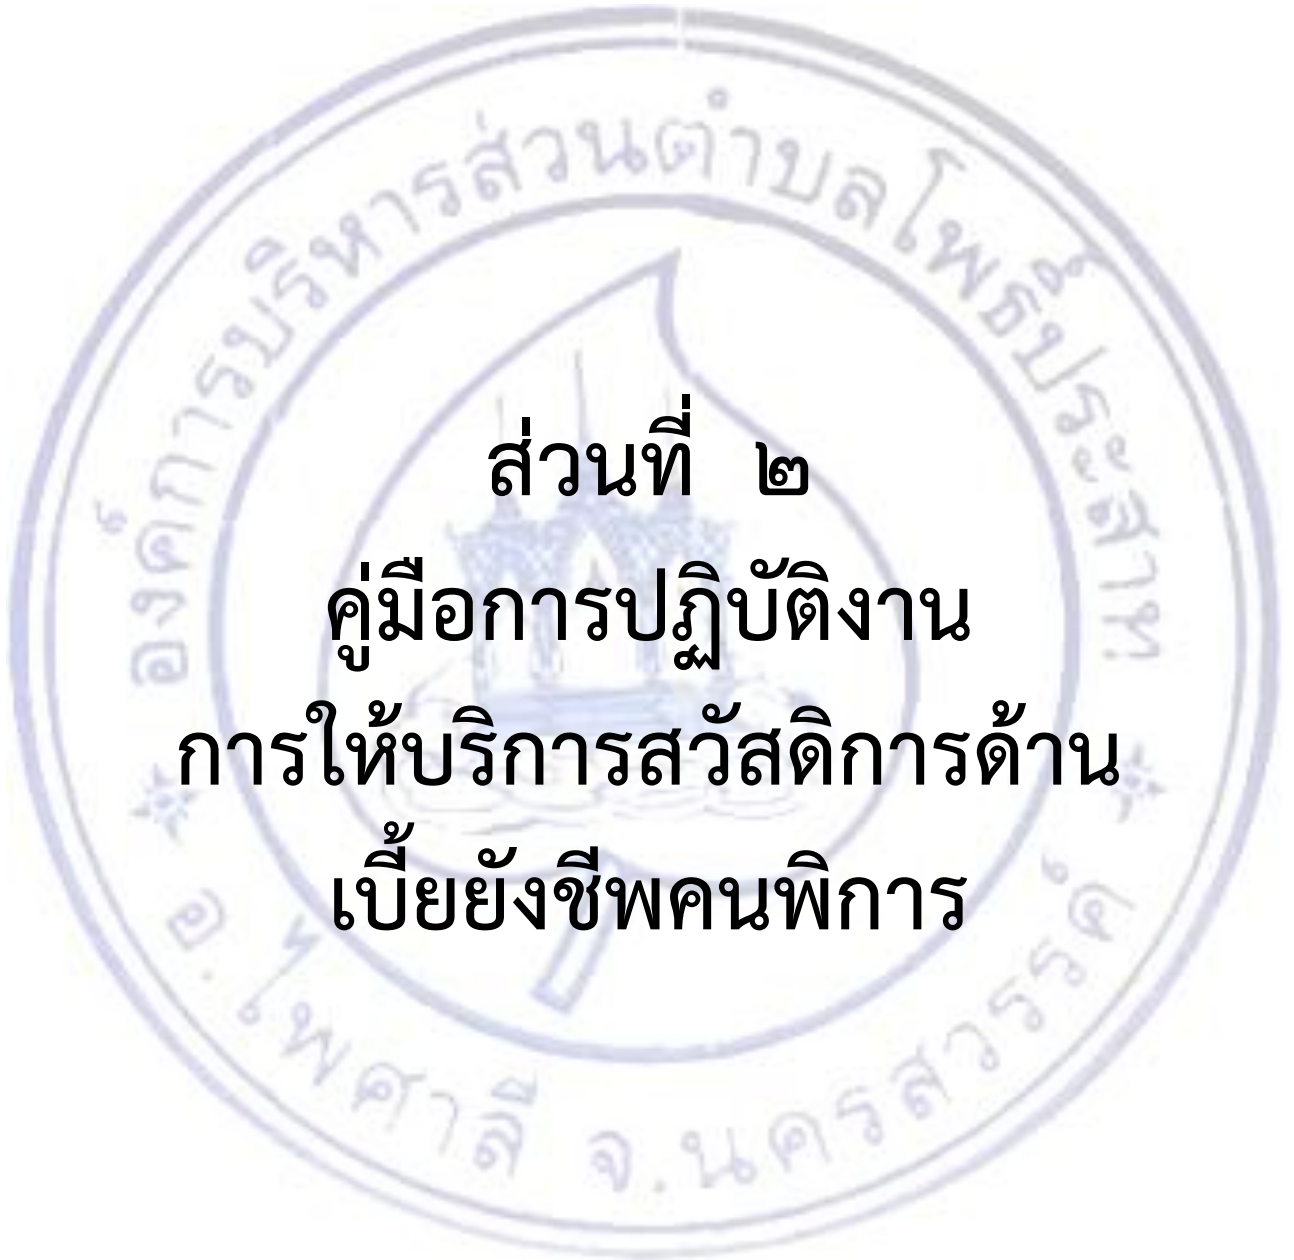 องค์การบริหารส่วนตำบลโพธิ์ประสาท
ส่วนที่ ๒
คู่มือการปฏิบัติงาน
การให้บริการสวัสดิการด้าน
เบี้ยยังชีพคนพิการ
อ.ไพศาลี จ.นครสวรรค์